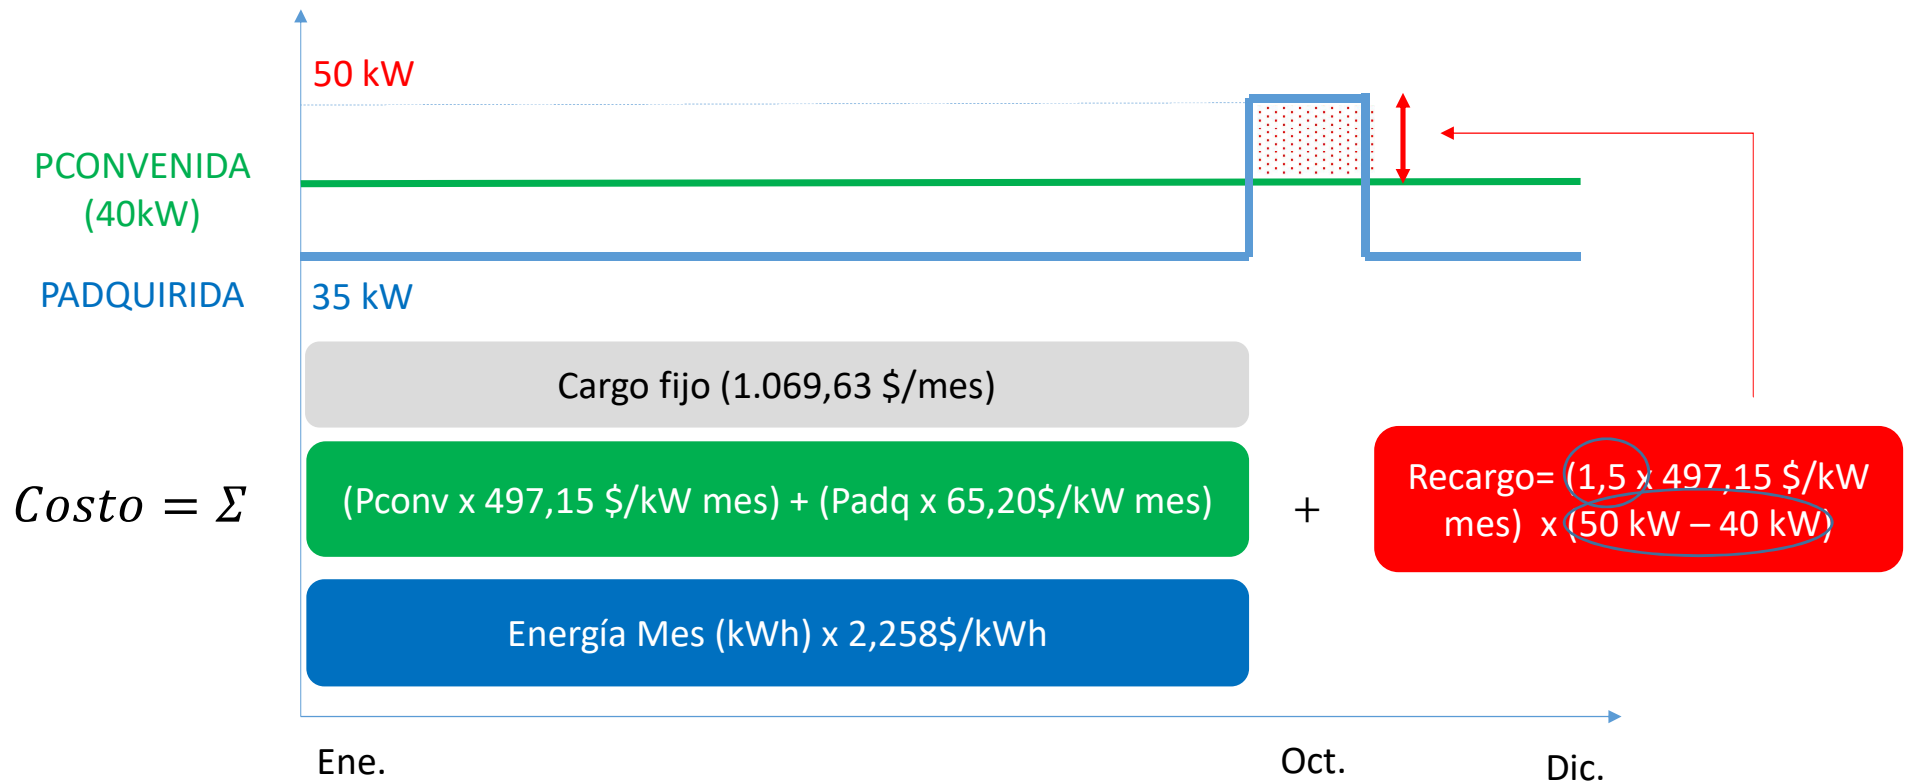 50 kW
PCONVENIDA
(40kW)
PADQUIRIDA
35 kW
Cargo fijo (1.069,63 $/mes)
Costo = Σ
(Pconv x 497,15 $/kW mes) + (Padq x 65,20$/kW mes)
+
Recargo= (1,5 x 497,15 $/kW
mes) x (50 kW – 40 kW)
Energía Mes (kWh) x 2,258$/kWh
Ene.
Oct.
Dic.